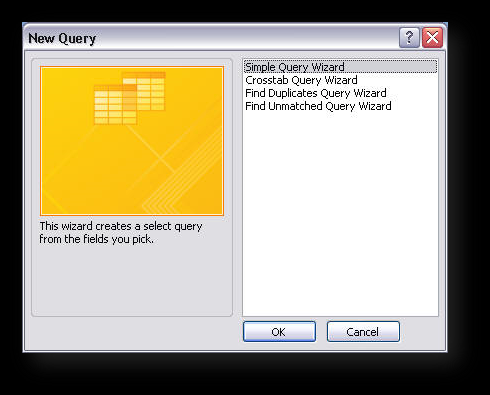 New Query
Simple Query Wizard
Crosstab Query Wizard
Find Duplicates Query Wizard
Find Unmatched Query Wizard
This wizard creates a select query
from the fields you pick.
OK
Cancel